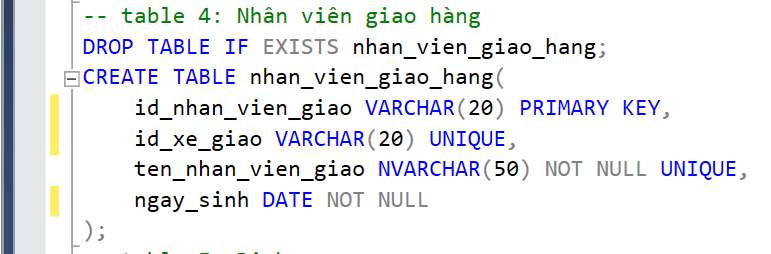 -- table 4: Nhân viên giao hàng
DROP TABLE IF EXISTS nhan_vien_giao_hang;
CREATE TABLE nhan_vien_giao_hang(
    id_nhan_vien_giao VARCHAR(20) PRIMARY KEY,
    id_xe_giao VARCHAR(20) UNIQUE,
    ten_nhan_vien_giao NVARCHAR(50) NOT NULL UNIQUE,
    ngay_sinh DATE NOT NULL
);